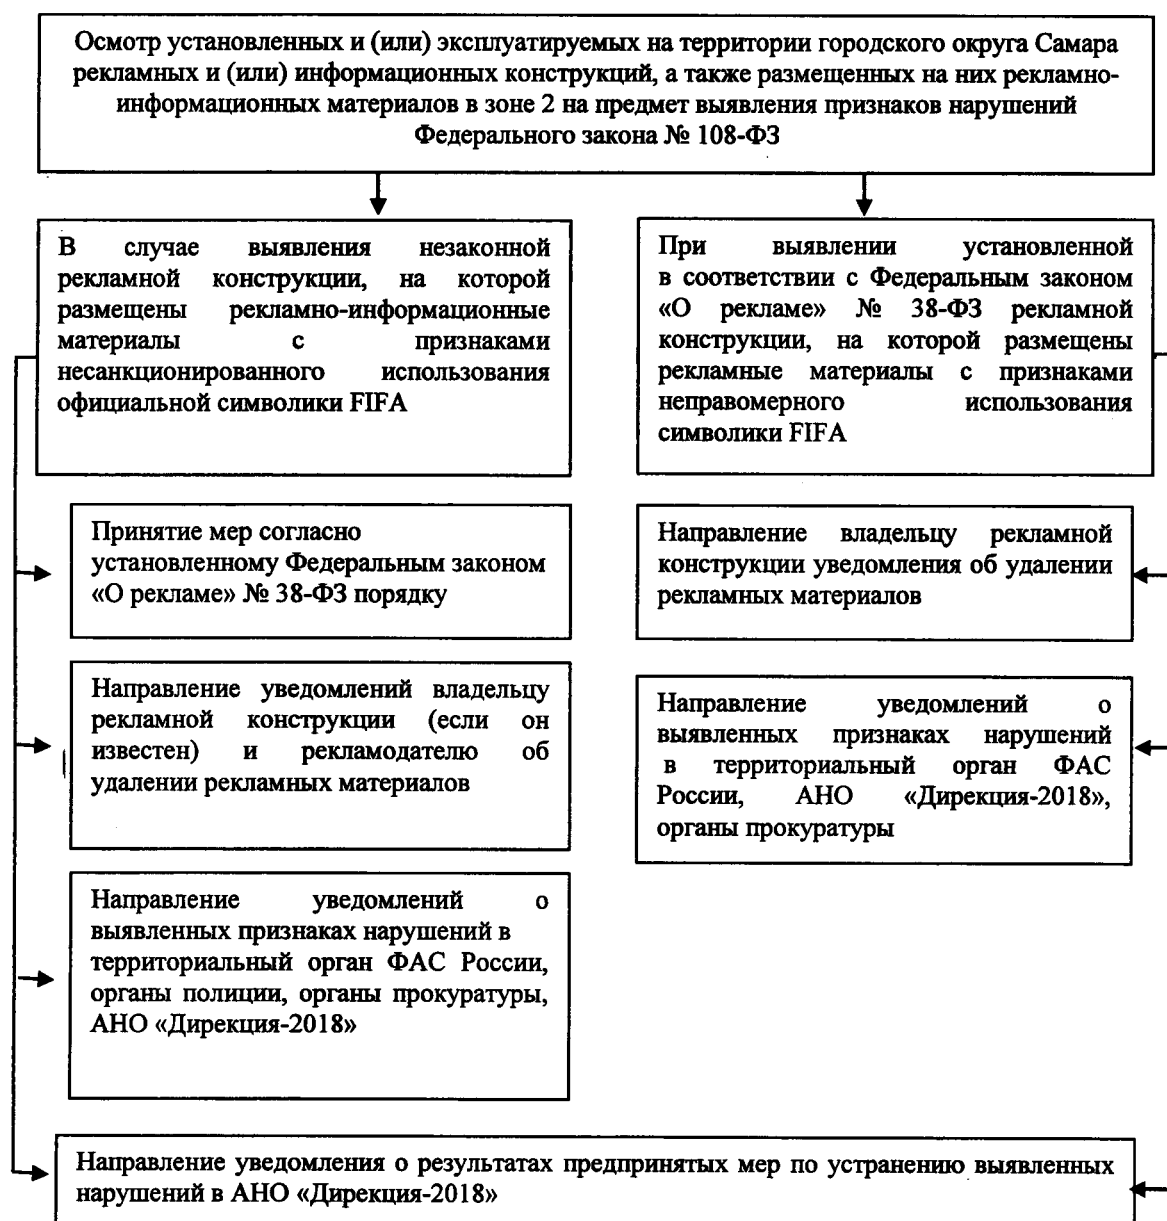 Осмотр установленных и (или) эксплуатируемых на территории городского округа Самара
рекламных и (или) информационных конструкций, а также размещенных на них рекламно-
информационных материалов в зоне 2 на предмет выявления признаков нарушений
Федерального закона № 108-ФЗ
В случае выявления незаконной
рекламной конструкции, на которой
размещены рекламно-информационные
материалы с признаками
несанкционированного использования
официальной символики FIFA
При выявлении установленной
в соответствии с Федеральным законом
«О рекламе» № 38-ФЗ рекламной
конструкции, на которой размещены
рекламные материалы с признаками
неправомерного использования
символики FIFA
Принятие мер согласно
установленному Федеральным законом
«О рекламе» № 38-ФЗ порядку
Направление владельцу рекламной
конструкции уведомления об удалении
рекламных материалов
Направление уведомлений владельцу
рекламной конструкции (если он
известен) и рекламодателю об
удалении рекламных материалов
Направление уведомлений о
выявленных признаках нарушений
в территориальный орган ФАС
России, АНО «Дирекция-2018»,
органы прокуратуры
Направление уведомлений о
выявленных признаках нарушений в
территориальный орган ФАС России,
органы полиции, органы прокуратуры,
АНО «Дирекция-2018»
Направление уведомления о результатах предпринятых мер по устранению выявленных
нарушений в АНО «Дирекция-2018»